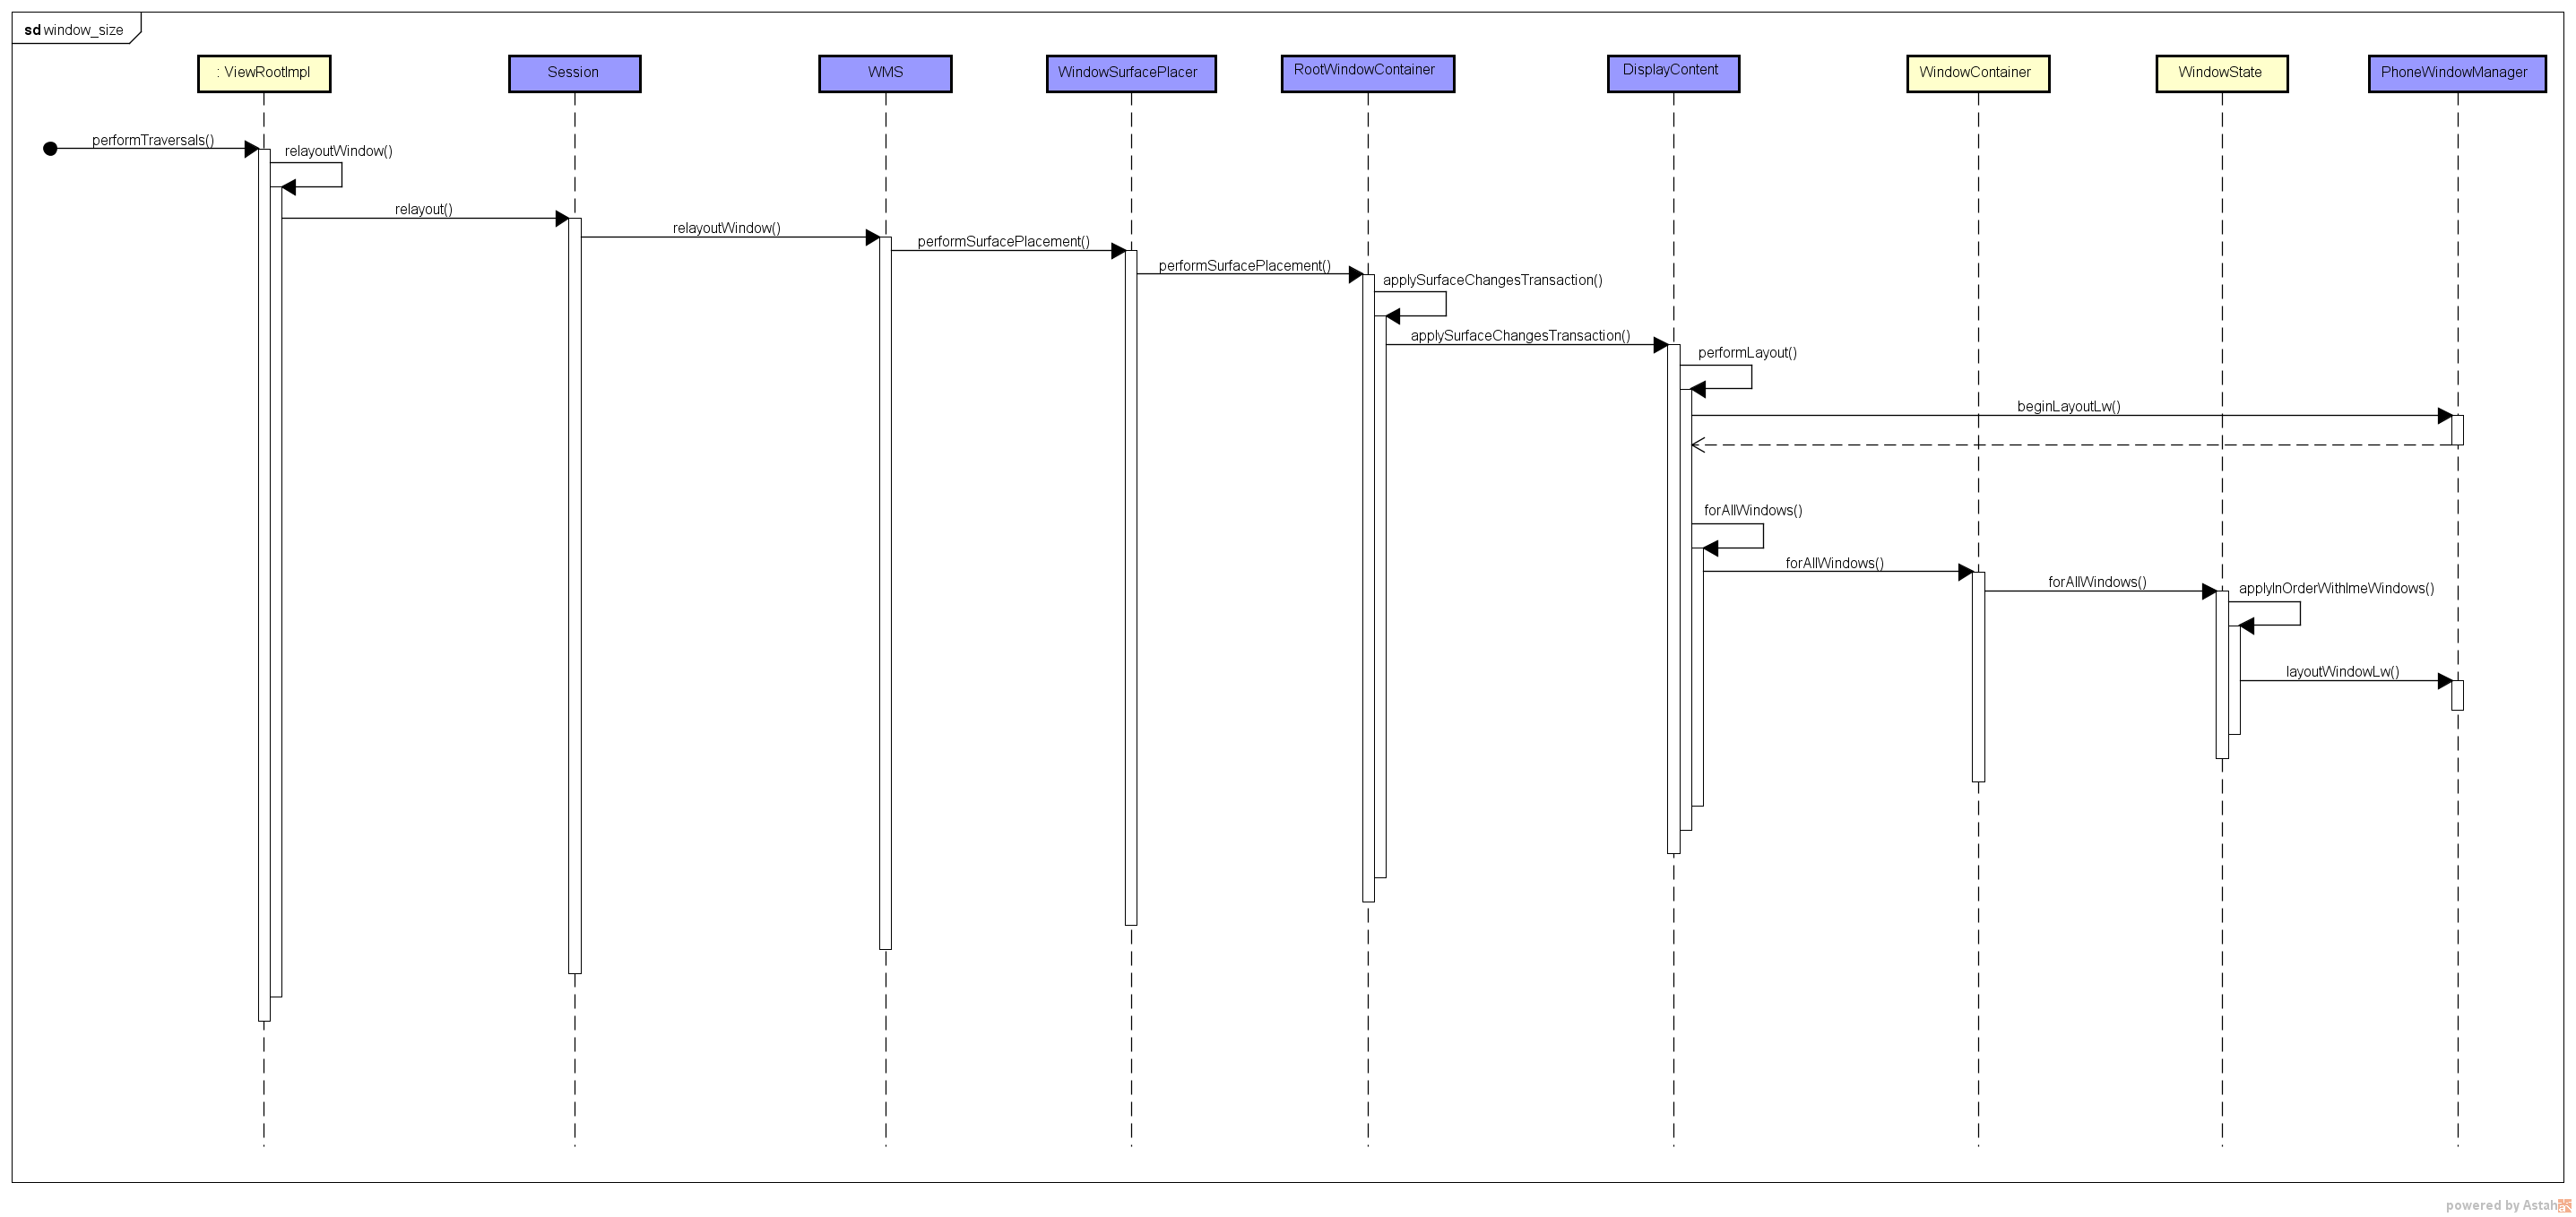 sd window_size
: ViewRootImpl
Session
WMS
WindowSurfacePlacer
RootWindowContainer
DisplayContent
WindowContainer
WindowState
PhoneWindowManager
performTraversals()
relayoutWindow()
relayout()
relayoutWindow()
performSurfacePlacement()
performSurfacePlacement()
applySurfaceChangesTransaction()
applySurfaceChangesTransaction()
performLayout()
beginLayoutLw()
forAllWindows()
forAllWindows()
forAllWindows()
applyInOrderWithImeWindows()
layoutWindowLw()
powered by Astah